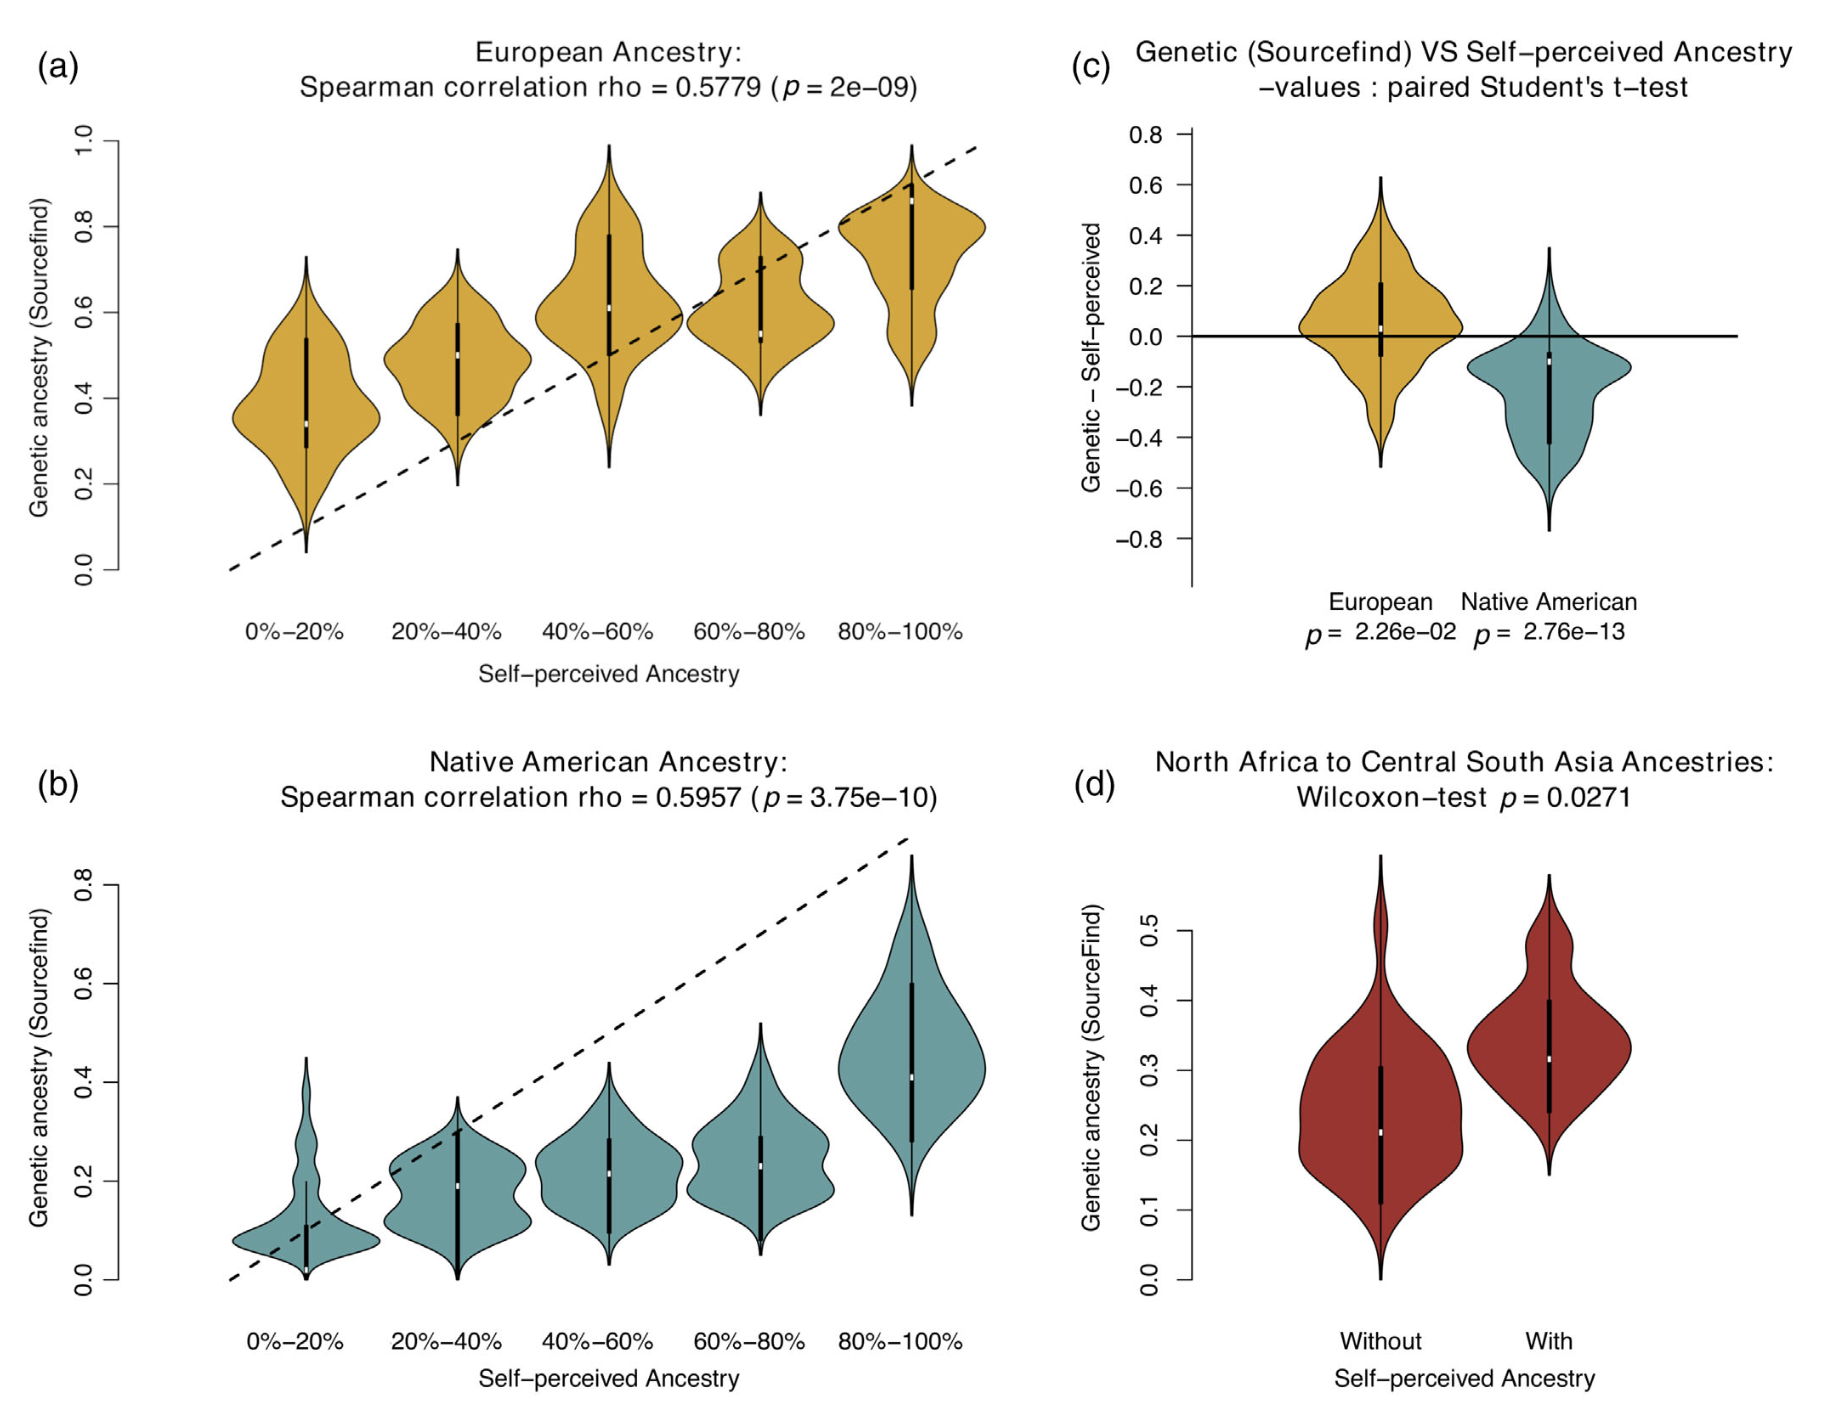 (a)
European Ancestry:
Spearman correlation rho = 0.5779 (p = 2e−09)
Genetic ancestry (Sourcefind)
1.0
0.8
0.6
0.4
0.2
0.0
0%−20% 20%−40% 40%−60% 60%−80% 80%−100%
Self−perceived Ancestry
(c)
Genetic (Sourcefind) VS Self−perceived Ancestry
−values : paired Student's t−test
Genetic − Self−perceived
0.8
0.6
0.4
0.2
0.0
−0.2
−0.4
−0.6
−0.8
European Native American
p = 2.26e−02 p = 2.76e−13
(b)
Native American Ancestry:
Spearman correlation rho = 0.5957 (p = 3.75e−10)
Genetic ancestry (Sourcefind)
0.8
0.6
0.4
0.2
0.0
0%−20% 20%−40% 40%−60% 60%−80% 80%−100%
Self−perceived Ancestry
(d)
North Africa to Central South Asia Ancestries:
Wilcoxon−test p = 0.0271
Genetic ancestry (SourceFind)
0.5
0.4
0.3
0.2
0.1
0.0
Without With
Self−perceived Ancestry